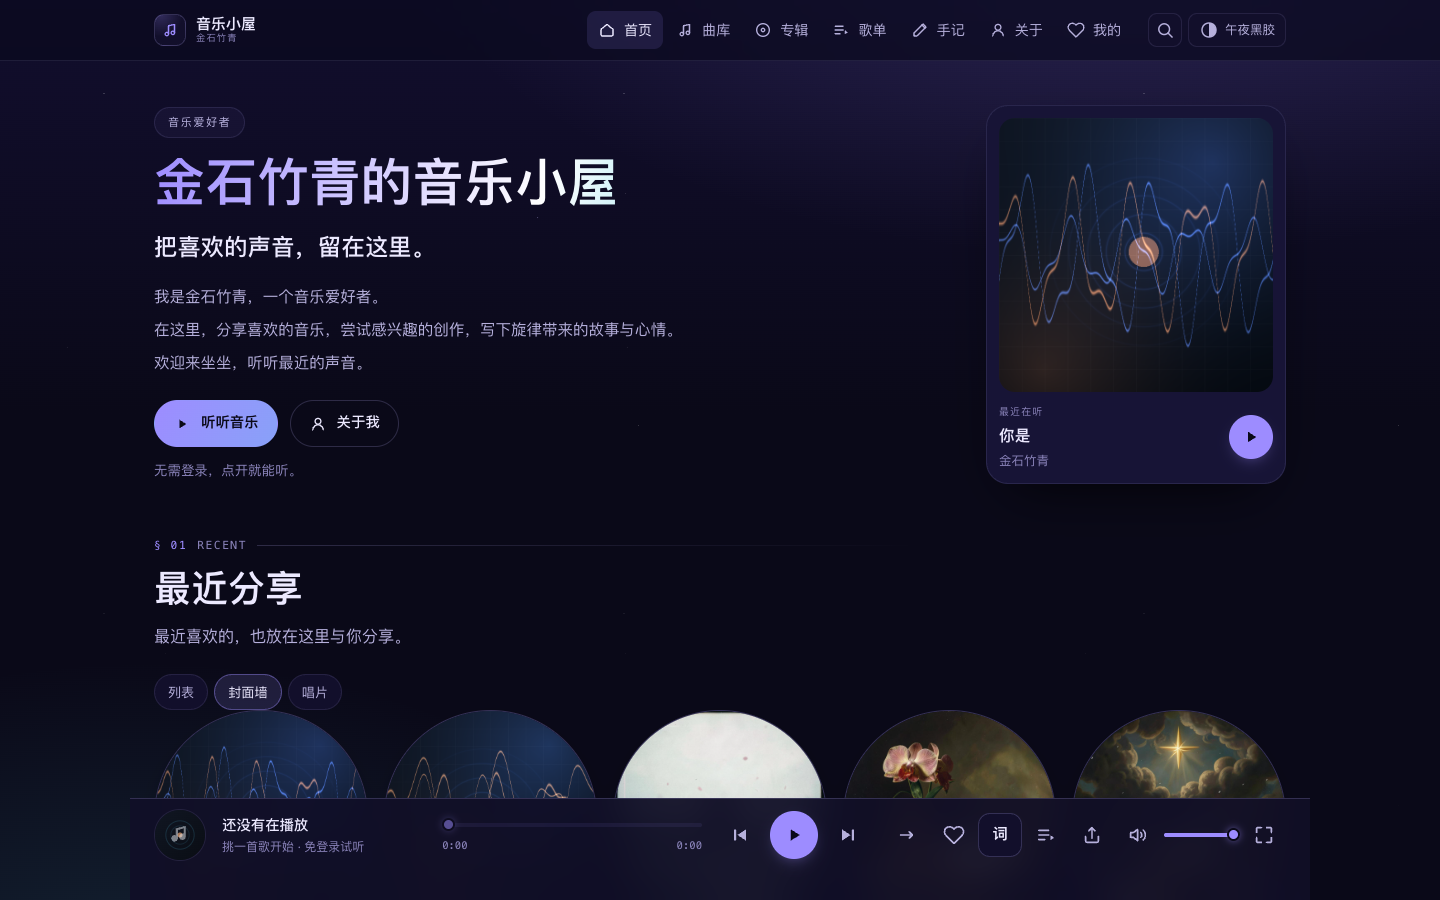 音乐小屋
金石竹青
首页
曲库
专辑
歌单
手记
关于
我的
午夜黑胶
音乐爱好者
金石竹青的音乐小屋
把喜欢的声音，留在这里。
我是金石竹青，一个音乐爱好者。
在这里，分享喜欢的音乐，尝试感兴趣的创作，写下旋律带来的故事与心情。
欢迎来坐坐，听听最近的声音。
听听音乐
关于我
无需登录，点开就能听。
最近在听
你是
金石竹青
§ 01 RECENT
最近分享
最近喜欢的，也放在这里与你分享。
列表
封面墙
唱片
还没有在播放
挑一首歌开始 · 免登录试听
0:00
0:00
词